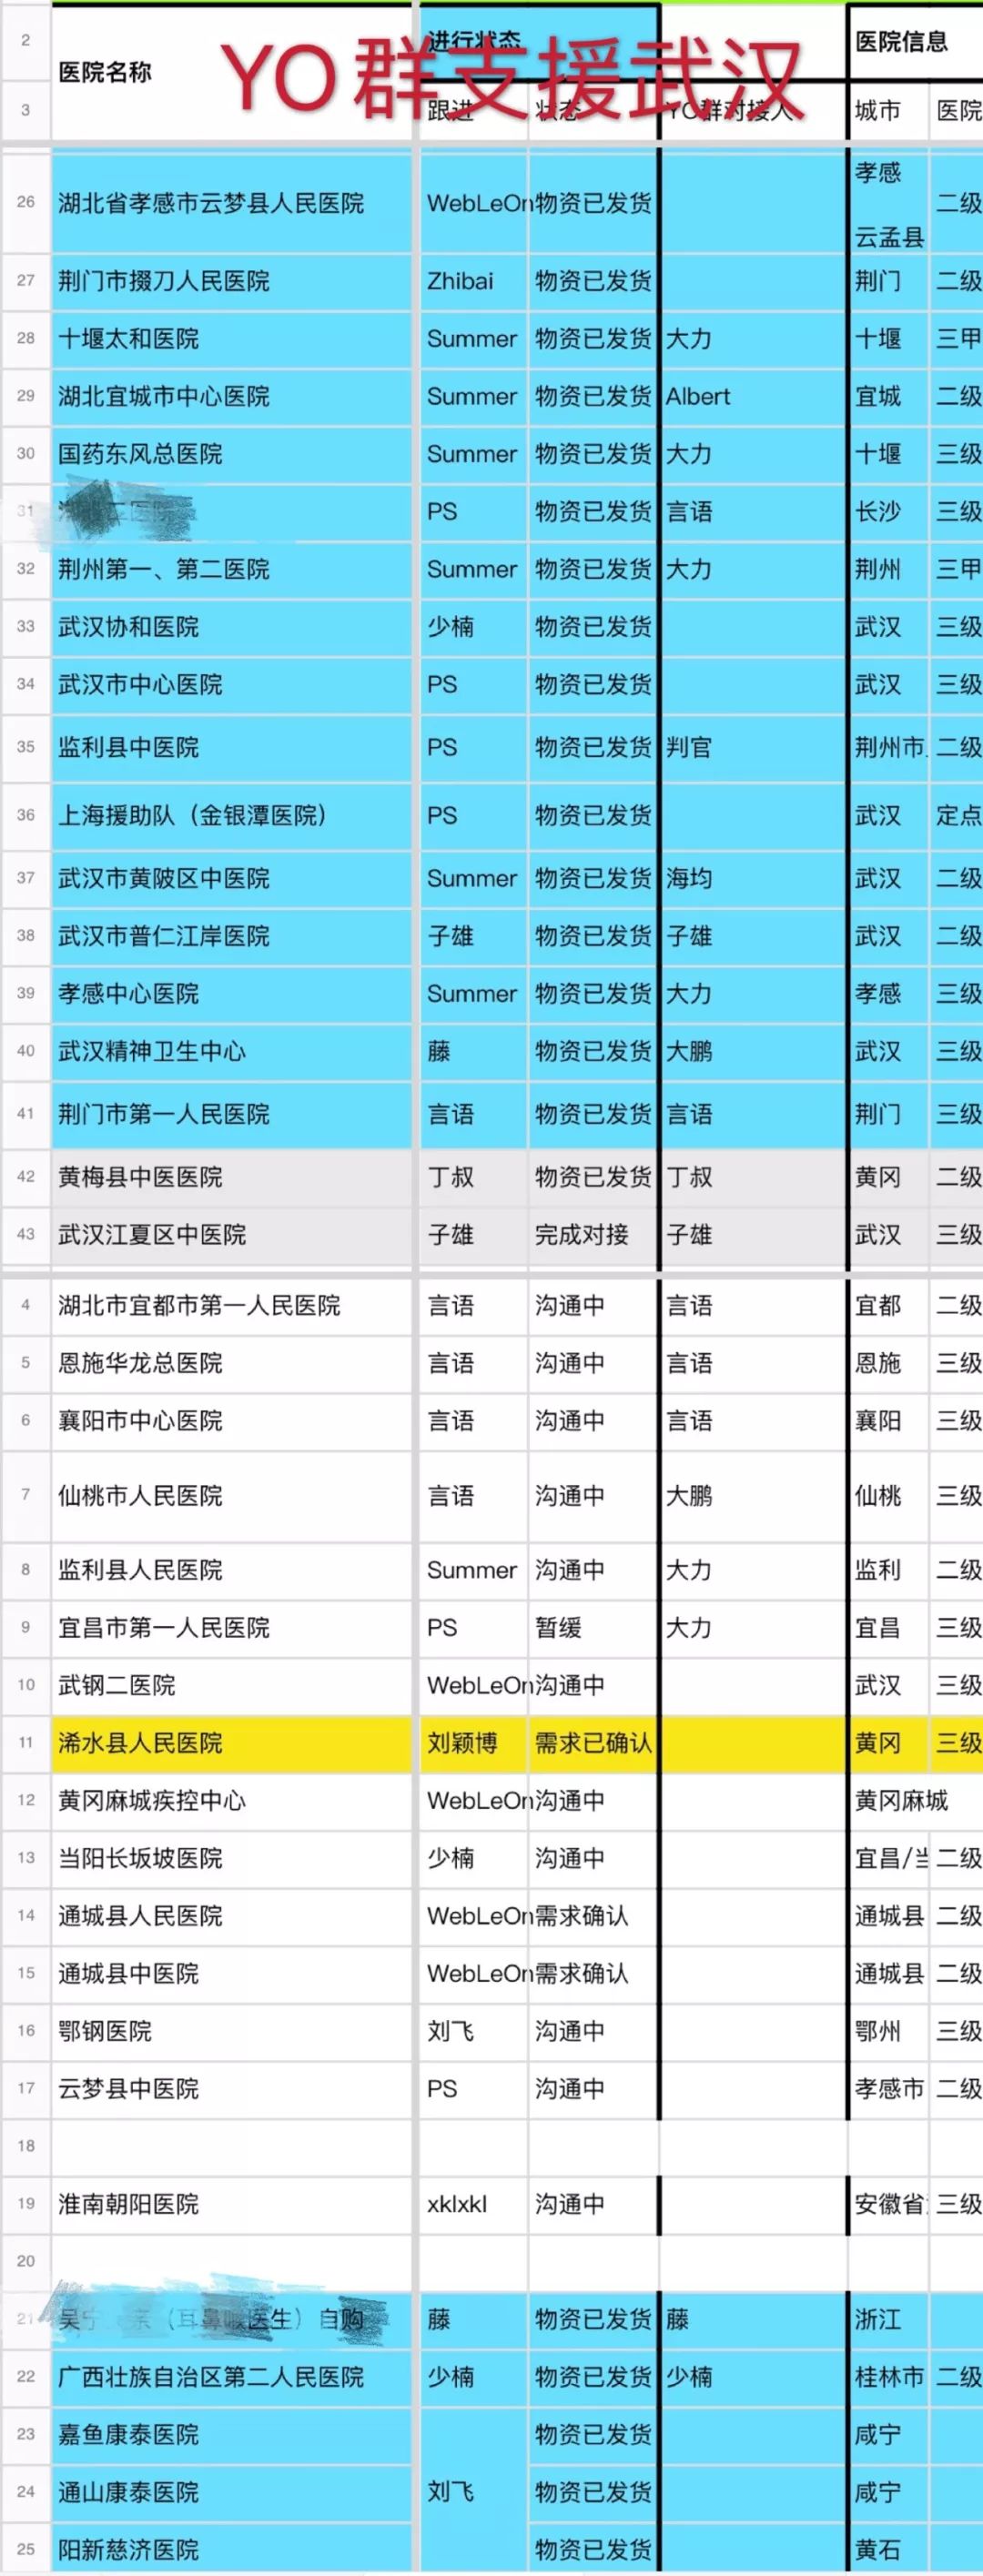 YO群支援武汉
2 进行状态 医院信息
医院名称
3 跟进 状态 YO群对接人 城市 医院
孝感
26 湖北省孝感市云梦县人民医院 WebLeOn 物资已发货 二级
云孟县
27 荆门市掇刀人民医院 Zhibai 物资已发货 荆门 二级
28 十堰太和医院 Summer 物资已发货 大力 十堰 三甲
29 湖北宜城市中心医院 Summer 物资已发货 Albert 宜城 二级
30 国药东风总医院 Summer 物资已发货 大力 十堰 三级
31 PS 物资已发货 言语 长沙 三级
32 荆州第一、第二医院 Summer 物资已发货 大力 荆州 三甲
33 武汉协和医院 少楠 物资已发货 武汉 三级
34 武汉市中心医院 PS 物资已发货 武汉 三级
35 监利县中医院 PS 物资已发货 判官 荆州市 二级
36 上海援助队（金银潭医院） PS 物资已发货 武汉 定点
37 武汉市黄陂区中医院 Summer 物资已发货 海均 武汉 二级
38 武汉市普仁江岸医院 子雄 物资已发货 子雄 武汉 二级
39 孝感中心医院 Summer 物资已发货 大力 孝感 三级
40 武汉精神卫生中心 藤 物资已发货 大鹏 武汉 三级
41 荆门市第一人民医院 言语 物资已发货 言语 荆门 三级
42 黄梅县中医医院 丁叔 物资已发货 丁叔 黄冈 二级
43 武汉江夏区中医院 子雄 完成对接 子雄 武汉 三级
4 湖北市宜都市第一人民医院 言语 沟通中 言语 宜都 二级
5 恩施华龙总医院 言语 沟通中 言语 恩施 三级
6 襄阳市中心医院 言语 沟通中 言语 襄阳 三级
7 仙桃市人民医院 言语 沟通中 大鹏 仙桃 三级
8 监利县人民医院 Summer 沟通中 大力 监利 二级
9 宜昌市第一人民医院 PS 暂缓 大力 宜昌 三级
10 武钢二医院 WebLeOn 沟通中 武汉 三级
11 浠水县人民医院 刘颖博 需求已确认 黄冈 三级
12 黄冈麻城疾控中心 WebLeOn 沟通中 黄冈麻城
13 当阳长坂坡医院 少楠 沟通中 宜昌/当 二级
14 通城县人民医院 WebLeOn 需求确认 通城县 二级
15 通城县中医院 WebLeOn 需求确认 通城县 二级
16 鄂钢医院 刘飞 沟通中 鄂州 三级
17 云梦县中医院 PS 沟通中 孝感市 二级
18
19 淮南朝阳医院 xklxkl 沟通中 安徽省 三级
20
21 （耳鼻喉医生）自购 藤 物资已发货 藤 浙江
22 广西壮族自治区第二人民医院 少楠 物资已发货 少楠 桂林市 二级
23 嘉鱼康泰医院 物资已发货 咸宁
24 通山康泰医院 刘飞 物资已发货 咸宁
25 阳新慈济医院 物资已发货 黄石